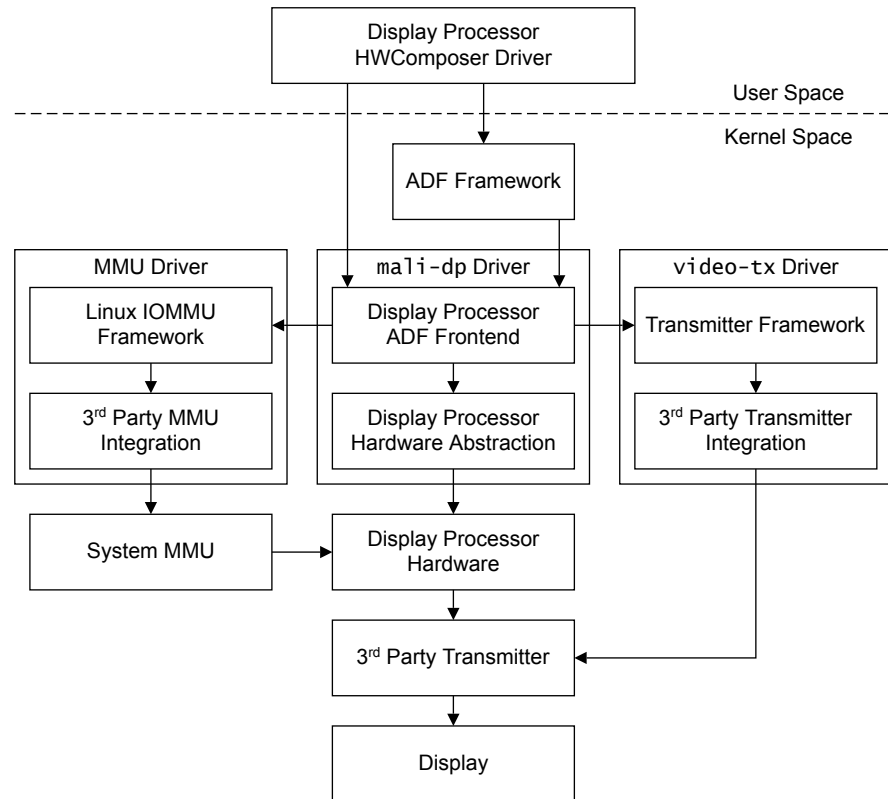 Display Processor
HWComposer Driver
User Space
Kernel Space
ADF Framework
MMU Driver
mali-dp Driver
video-tx Driver
Linux IOMMU
Framework
Display Processor
ADF Frontend
Transmitter Framework
3rd Party MMU
Integration
Display Processor
Hardware Abstraction
3rd Party Transmitter
Integration
System MMU
Display Processor
Hardware
3rd Party Transmitter
Display